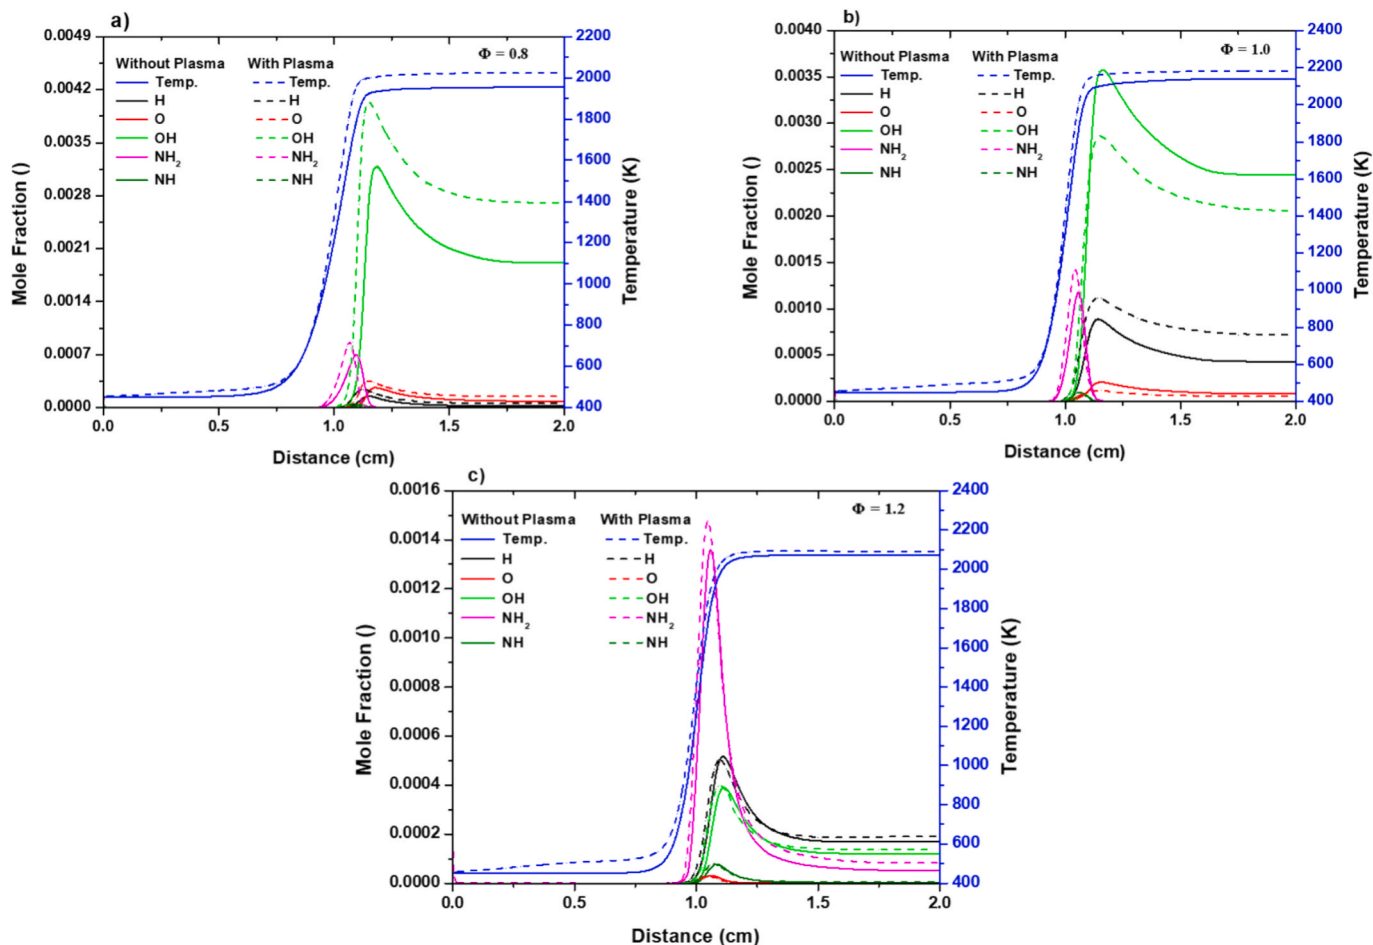 a)
Φ = 0.8
Without Plasma With Plasma
Temp. Temp.
H H
O O
OH OH
NH2 NH2
NH NH
0.0049
0.0042
0.0035
0.0028
0.0021
0.0014
0.0007
0.0000
Mole Fraction ()
2200
2000
1800
1600
1400
1200
1000
800
600
400
Temperature (K)
0.0 0.5 1.0 1.5 2.0
Distance (cm)
b)
Φ = 1.0
Without Plasma With Plasma
Temp. Temp.
H H
O O
OH OH
NH2 NH2
NH NH
0.0040
0.0035
0.0030
0.0025
0.0020
0.0015
0.0010
0.0005
0.0000
Mole Fraction ()
2400
2200
2000
1800
1600
1400
1200
1000
800
600
400
Temperature (K)
0.0 0.5 1.0 1.5 2.0
Distance (cm)
c)
Φ = 1.2
Without Plasma With Plasma
Temp. Temp.
H H
O O
OH OH
NH2 NH2
NH NH
0.0016
0.0014
0.0012
0.0010
0.0008
0.0006
0.0004
0.0002
0.0000
Mole Fraction ()
2400
2200
2000
1800
1600
1400
1200
1000
800
600
400
Temperature (K)
0.0 0.5 1.0 1.5 2.0
Distance (cm)